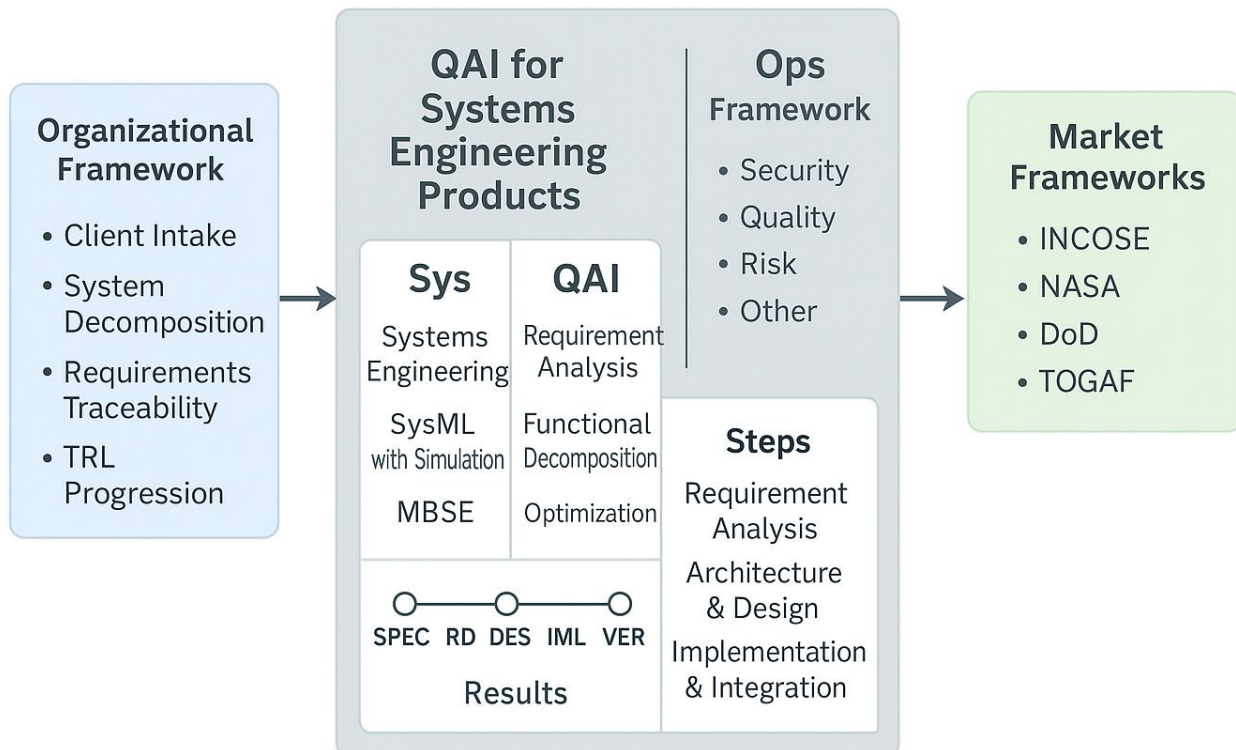 Organizational
Framework
• Client Intake
• System
Decomposition
• Requirements
Traceability
• TRL
Progression
QAI for
Systems
Engineering
Products
Sys
Systems
Engineering
SysML
with Simulation
MBSE
QAI
Requirement
Analysis
Functional
Decomposition
Optimization
SPEC RD DES IML VER
Results
Ops
Framework
• Security
• Quality
• Risk
• Other
Steps
Requirement
Analysis
Architecture
& Design
Implementation
& Integration
Market
Frameworks
• INCOSE
• NASA
• DoD
• TOGAF